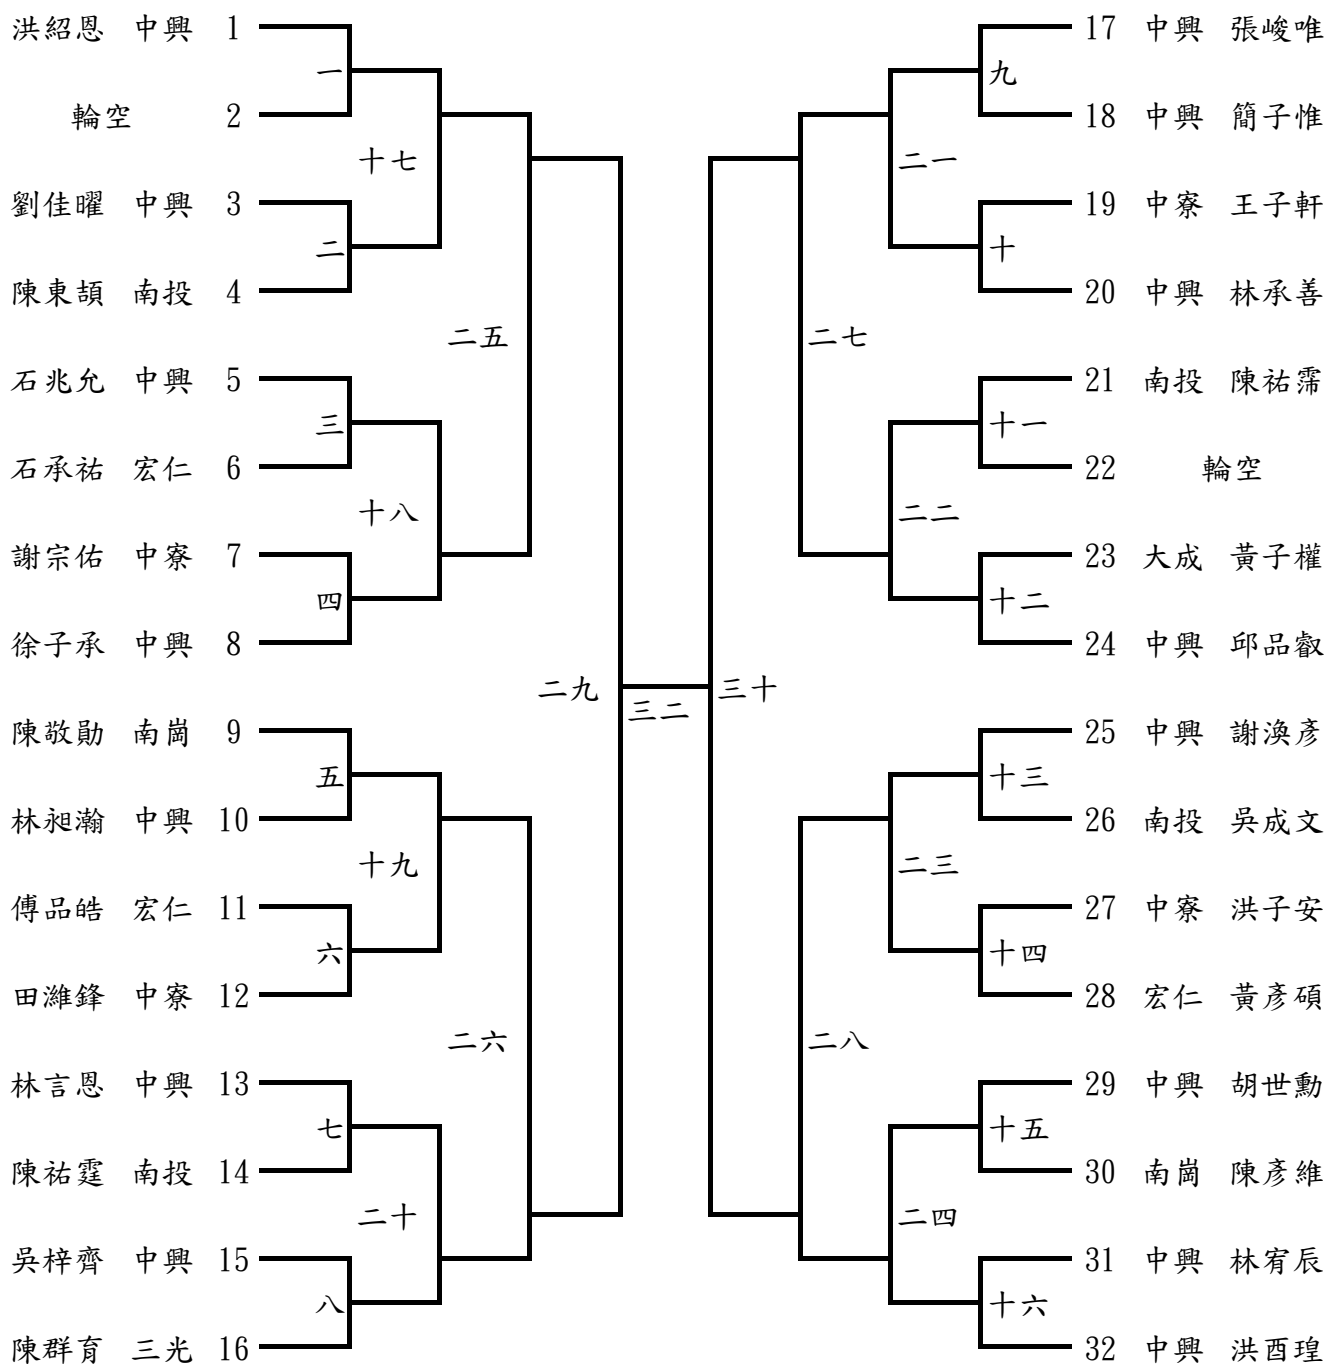 洪紹恩 中興 1
輪空 2
劉佳曜 中興 3
陳東頡 南投 4
石兆允 中興 5
石承祐 宏仁 6
謝宗佑 中寮 7
徐子承 中興 8
陳敬勛 南崗 9
林昶瀚 中興 10
傅品皓 宏仁 11
田濰鋒 中寮 12
林言恩 中興 13
陳祐霆 南投 14
吳梓齊 中興 15
陳群育 三光 16
一
二
三
四
五
六
七
八
十七
十八
十九
二十
二五
二六
二九
三二
三十
二七
二八
二一
二二
二三
二四
九
十
十一
十二
十三
十四
十五
十六
17 中興 張峻唯
18 中興 簡子惟
19 中寮 王子軒
20 中興 林承善
21 南投 陳祐霈
22 輪空
23 大成 黃子權
24 中興 邱品叡
25 中興 謝渙彥
26 南投 吳成文
27 中寮 洪子安
28 宏仁 黃彥碩
29 中興 胡世勳
30 南崗 陳彥維
31 中興 林宥辰
32 中興 洪酉瑝